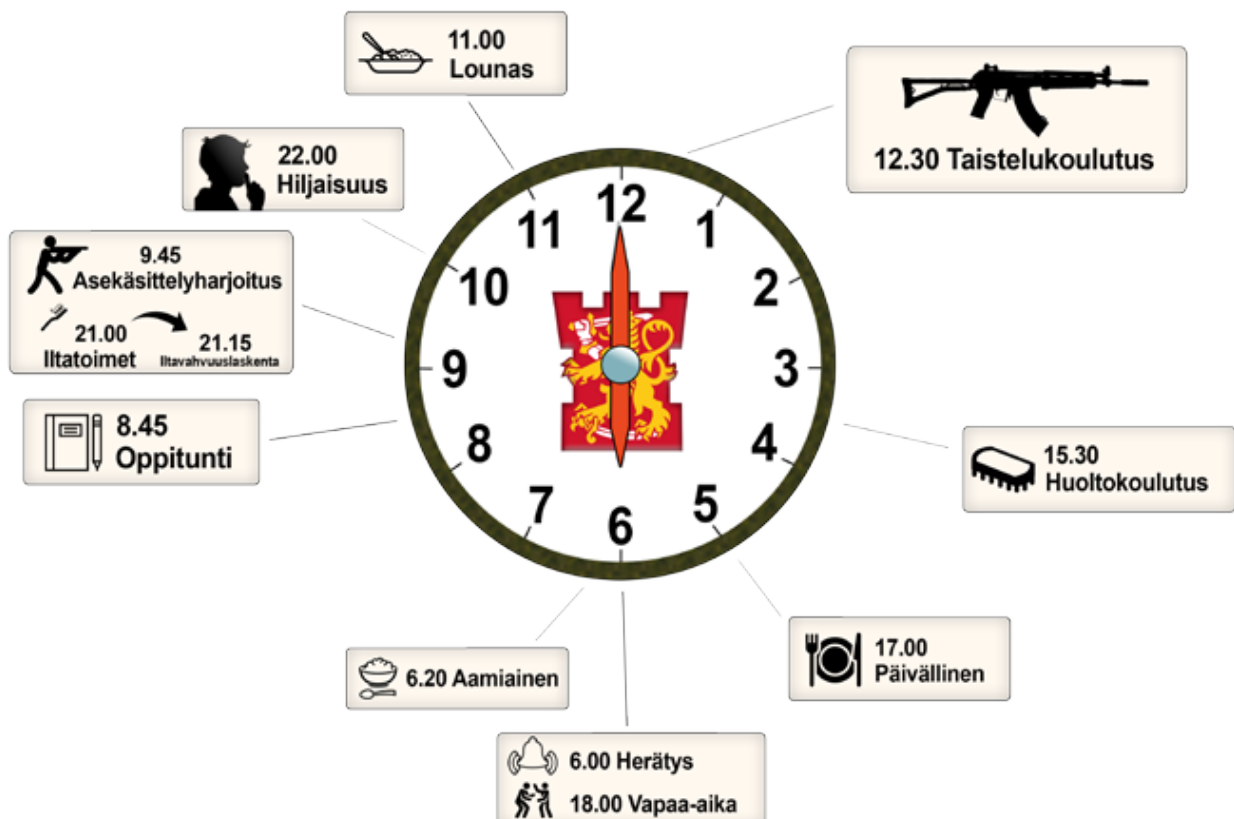 11.00
Lounas
12.30 Taistelukoulutus
22.00
Hiljaisuus
9.45
Asekäsittelyharjoitus
21.00
Iltatoimet
21.15
Iltavahvuuslaskenta
8.45
Oppitunti
12
1
2
3
4
5
6
7
8
9
10
11
15.30
Huoltokoulutus
17.00
Päivällinen
6.20 Aamiainen
6.00 Herätys
18.00 Vapaa-aika